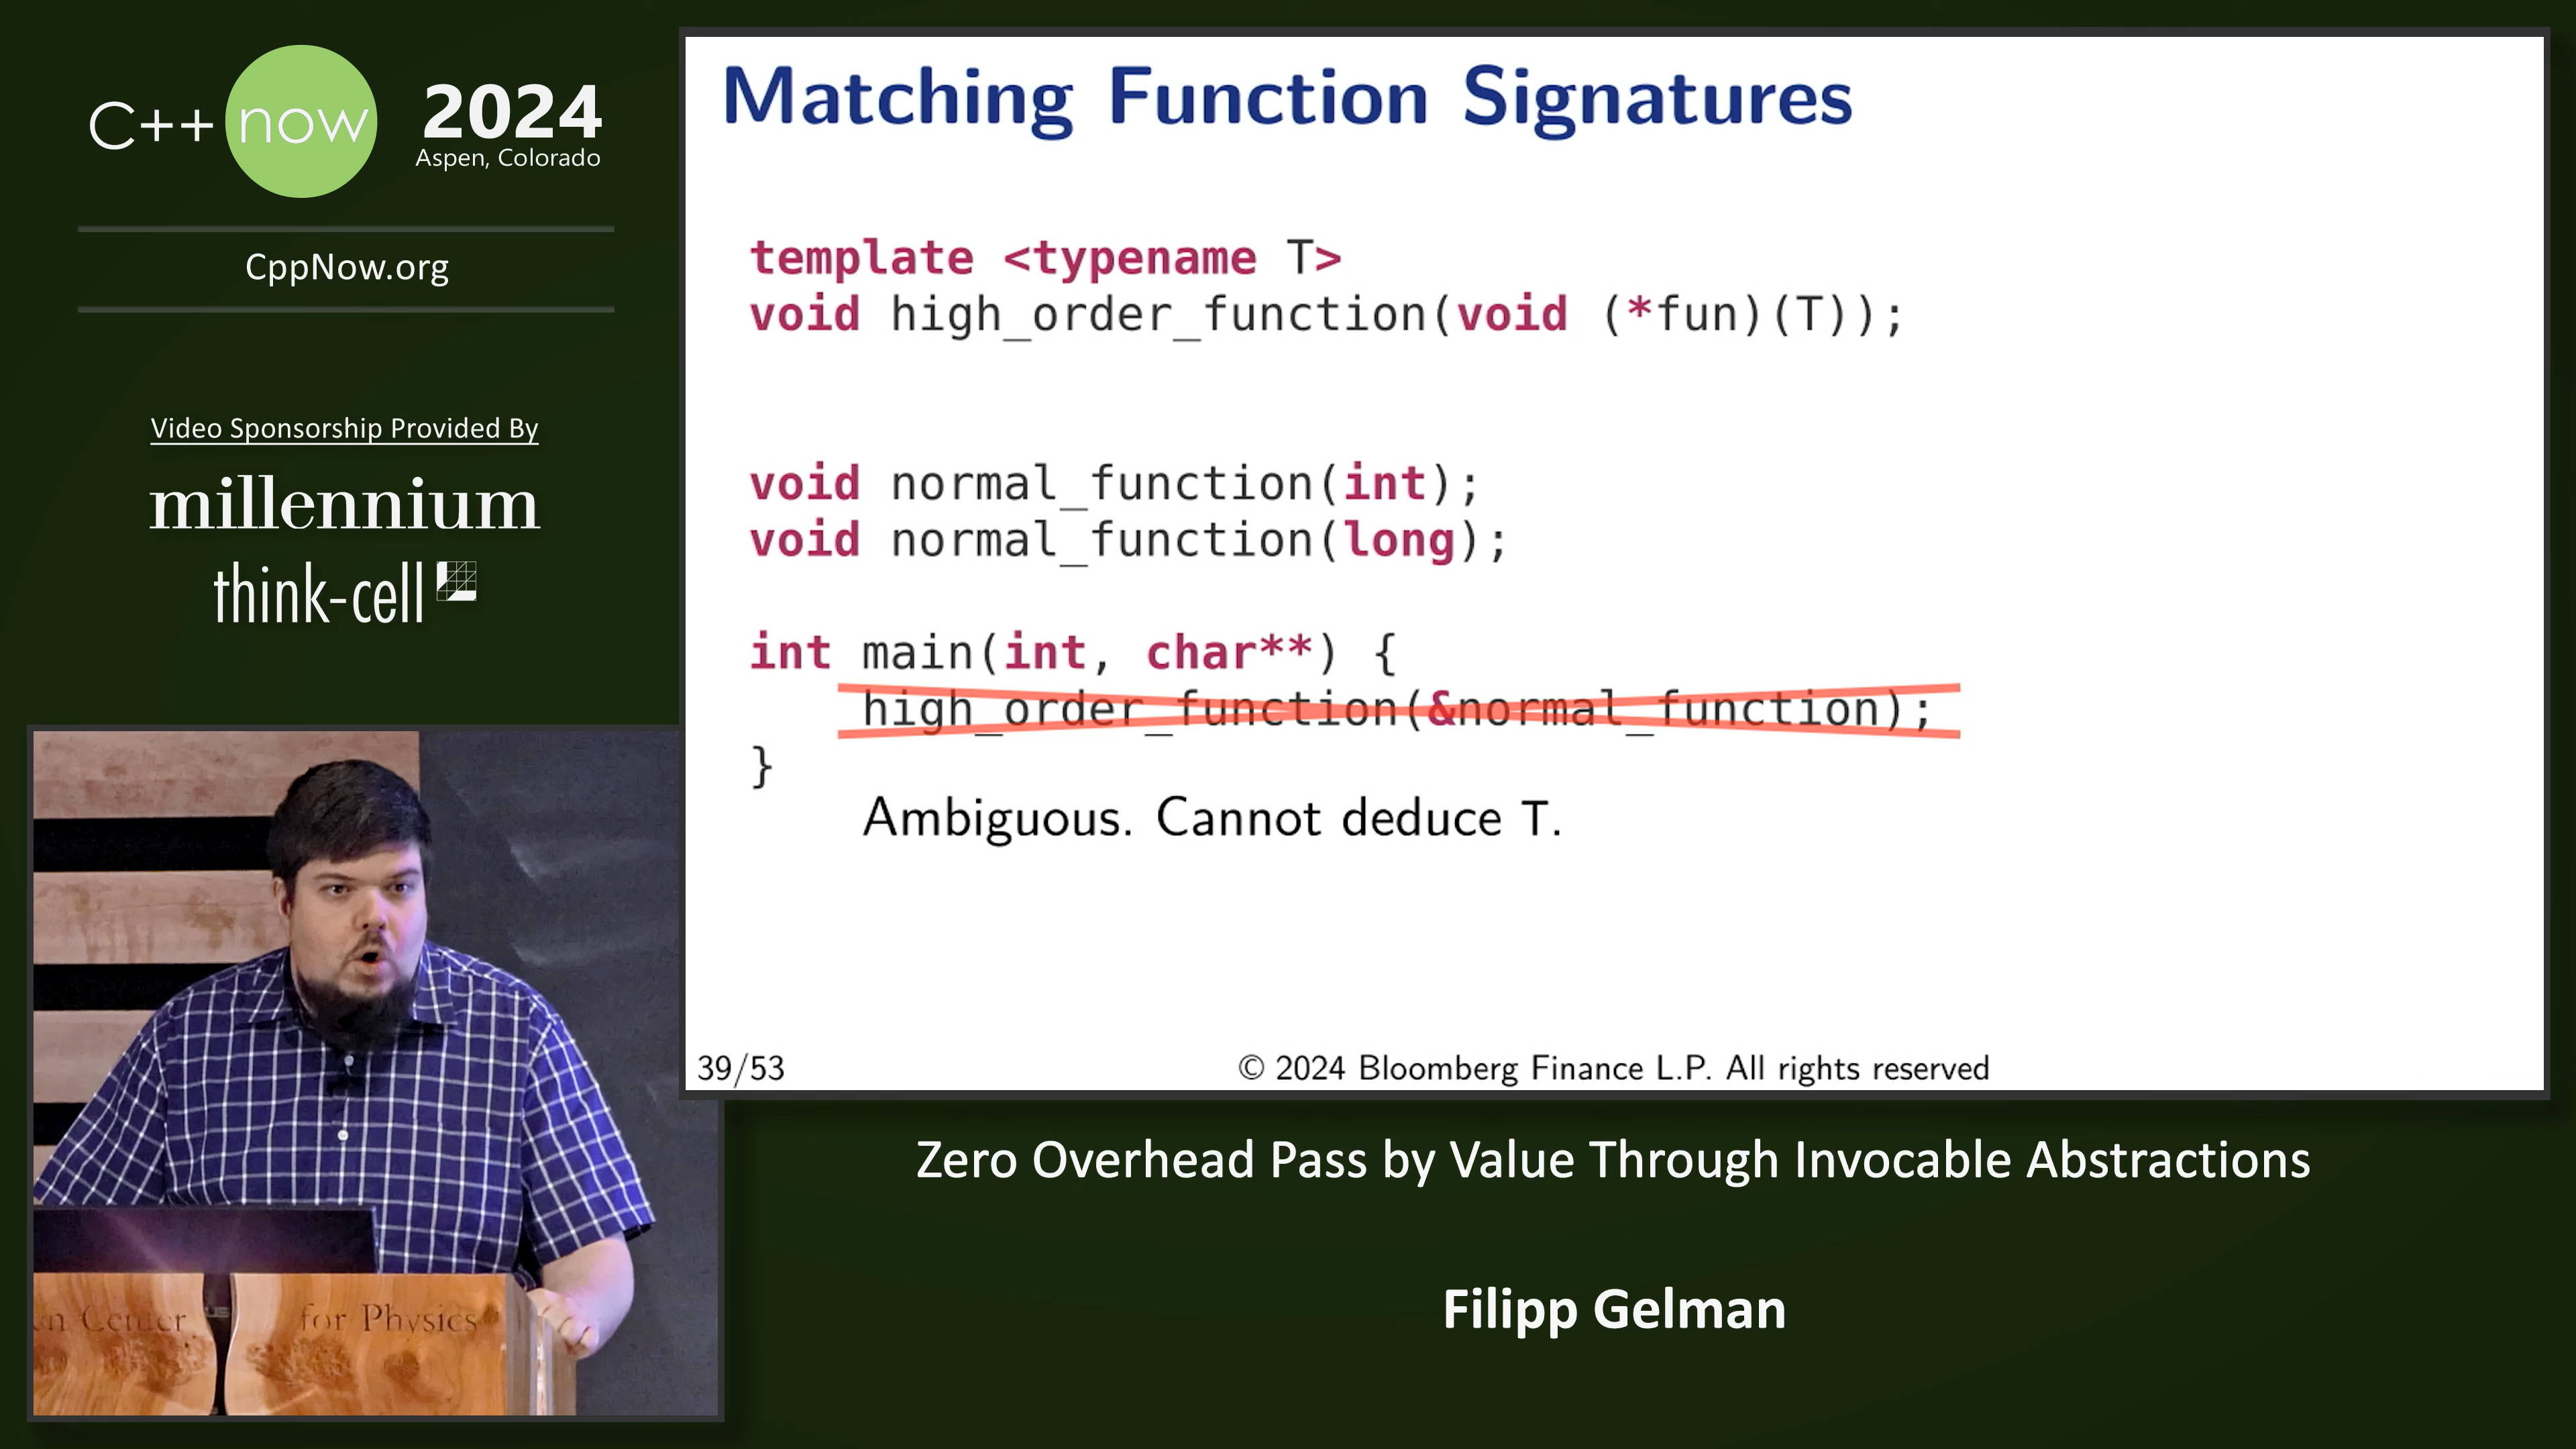 C++ now 2024
Aspen, Colorado
CppNow.org
Video Sponsorship Provided By
millennium
think-cell
Matching Function Signatures
template <typename T>
void high_order_function(void (*fun)(T));
void normal_function(int);
void normal_function(long);
int main(int, char**) {
high_order_function(&normal_function);
}
Ambiguous. Cannot deduce T.
39/53
© 2024 Bloomberg Finance L.P. All rights reserved
Center
for Physics
Zero Overhead Pass by Value Through Invocable Abstractions
Filipp Gelman